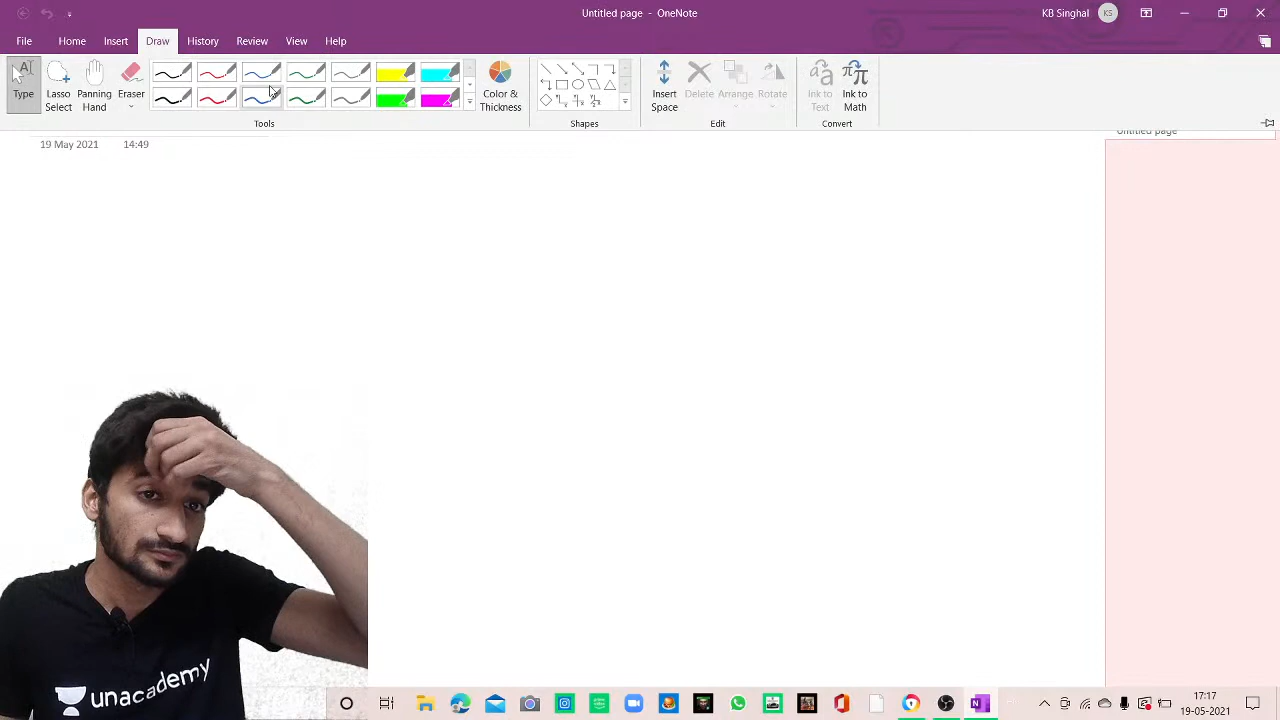 Untitled page - OneNote
KB Singhal
KS
File
Home
Insert
Draw
History
Review
View
Help
Type
Lasso
Select
Panning
Hand
Eraser
Color &
Thickness
Insert
Space
Delete
Arrange
Rotate
Ink to
Text
Ink to
Math
Tools
Shapes
Edit
Convert
Untitled page
19 May 2021
14:49
unacademy
17:17
19-05-2021